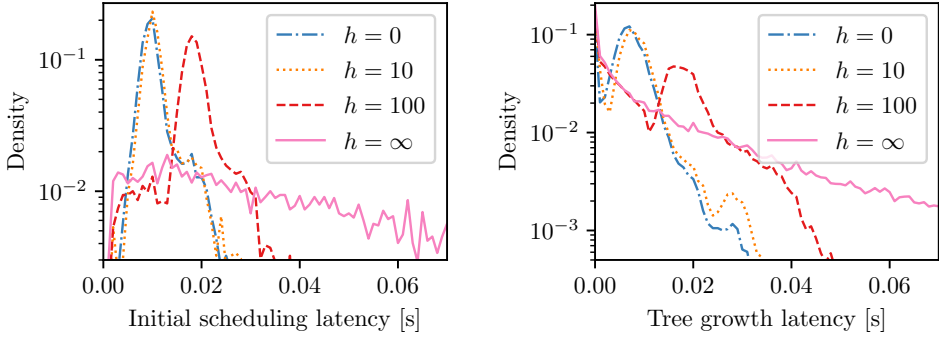 Density
10⁻¹
10⁻²
0.00 0.02 0.04 0.06
Initial scheduling latency [s]
h = 0
h = 10
h = 100
h = ∞
Density
10⁻¹
10⁻²
10⁻³
0.00 0.02 0.04 0.06
Tree growth latency [s]
h = 0
h = 10
h = 100
h = ∞